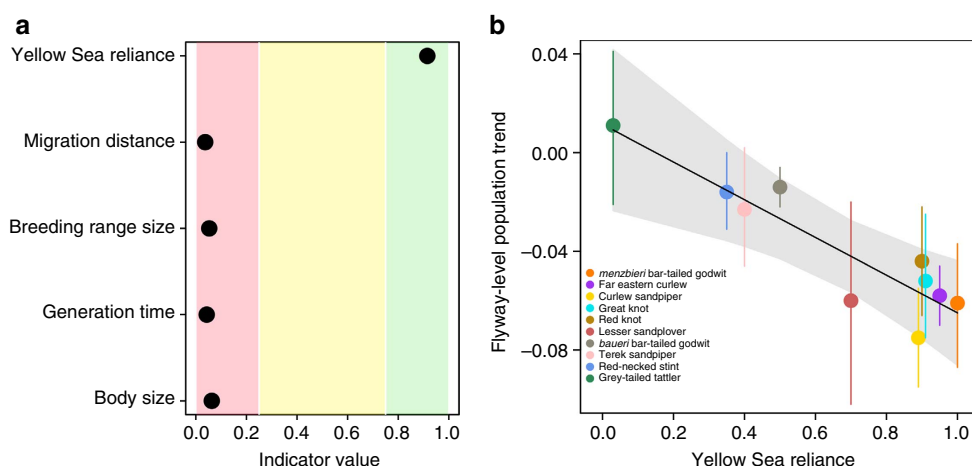 a
Yellow Sea reliance
Migration distance
Breeding range size
Generation time
Body size
0.0 0.2 0.4 0.6 0.8 1.0
Indicator value
b
Flyway-level population trend
0.04
0.00
−0.04
−0.08
menzbieri bar-tailed godwit
Far eastern curlew
Curlew sandpiper
Great knot
Red knot
Lesser sandplover
baueri bar-tailed godwit
Terek sandpiper
Red-necked stint
Grey-tailed tattler
0.0 0.2 0.4 0.6 0.8 1.0
Yellow Sea reliance